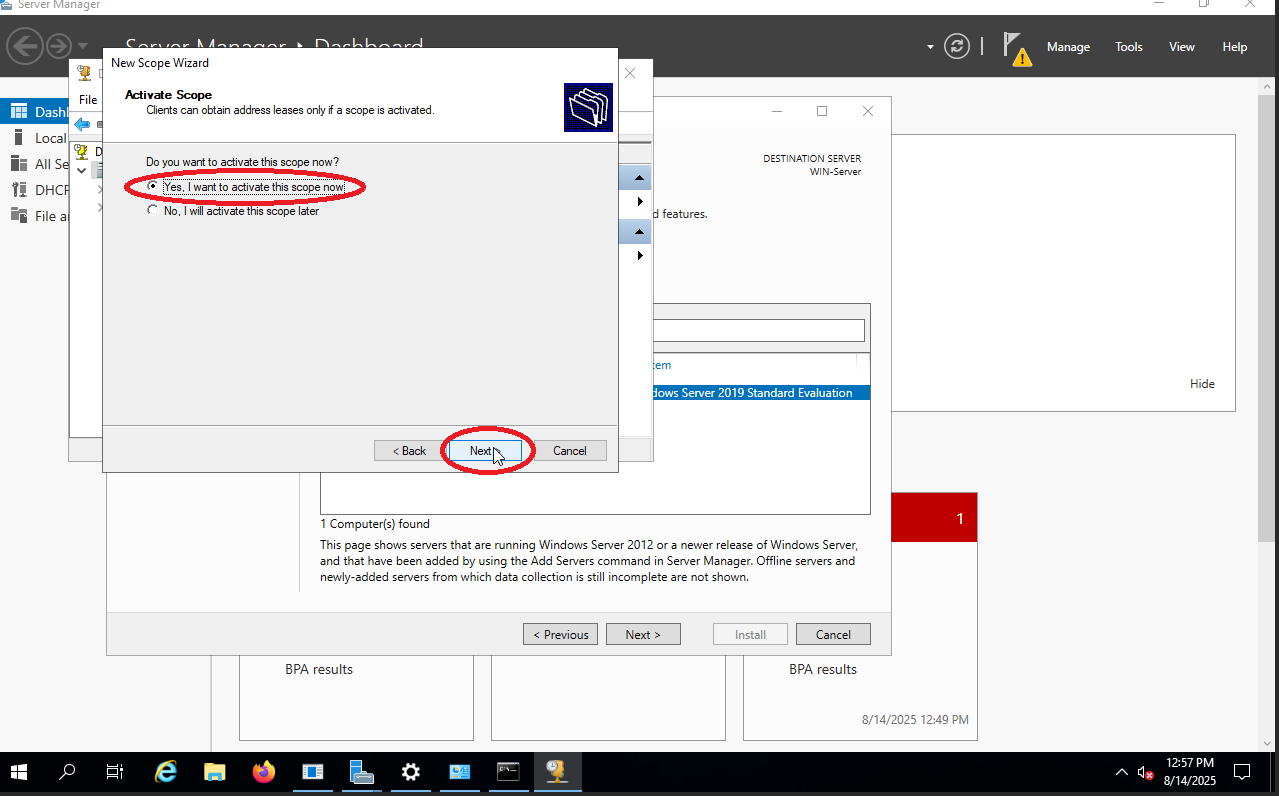 Server Manager
Server Manager • Dashboard
Manage
Tools
View
Help
New Scope Wizard
Activate Scope
Clients can obtain address leases only if a scope is activated.
File
Do you want to activate this scope now?
Yes, I want to activate this scope now
No, I will activate this scope later
< Back
Next >
Cancel
Dash
Local
All Se
DHCP
File a
D
DESTINATION SERVER
WIN-Server
d features.
tem
dows Server 2019 Standard Evaluation
Hide
1 Computer(s) found
This page shows servers that are running Windows Server 2012 or a newer release of Windows Server,
and that have been added by using the Add Servers command in Server Manager. Offline servers and
newly-added servers from which data collection is still incomplete are not shown.
< Previous
Next >
Install
Cancel
1
BPA results
BPA results
8/14/2025 12:49 PM
12:57 PM
8/14/2025